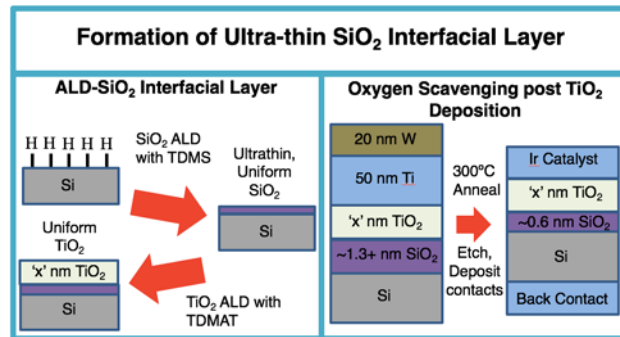 Formation of Ultra-thin SiO₂ Interfacial Layer
ALD-SiO₂ Interfacial Layer
H H H H H
Si
SiO₂ ALD
with TDMS
Ultrathin,
Uniform
SiO₂
Si
Uniform
TiO₂
'x' nm TiO₂
Si
TiO₂ ALD with
TDMAT
Oxygen Scavenging post TiO₂
Deposition
20 nm W
50 nm Ti
'x' nm TiO₂
~1.3+ nm SiO₂
Si
300ºC
Anneal
Etch,
Deposit
contacts
Ir Catalyst
'x' nm TiO₂
~0.6 nm SiO₂
Si
Back Contact